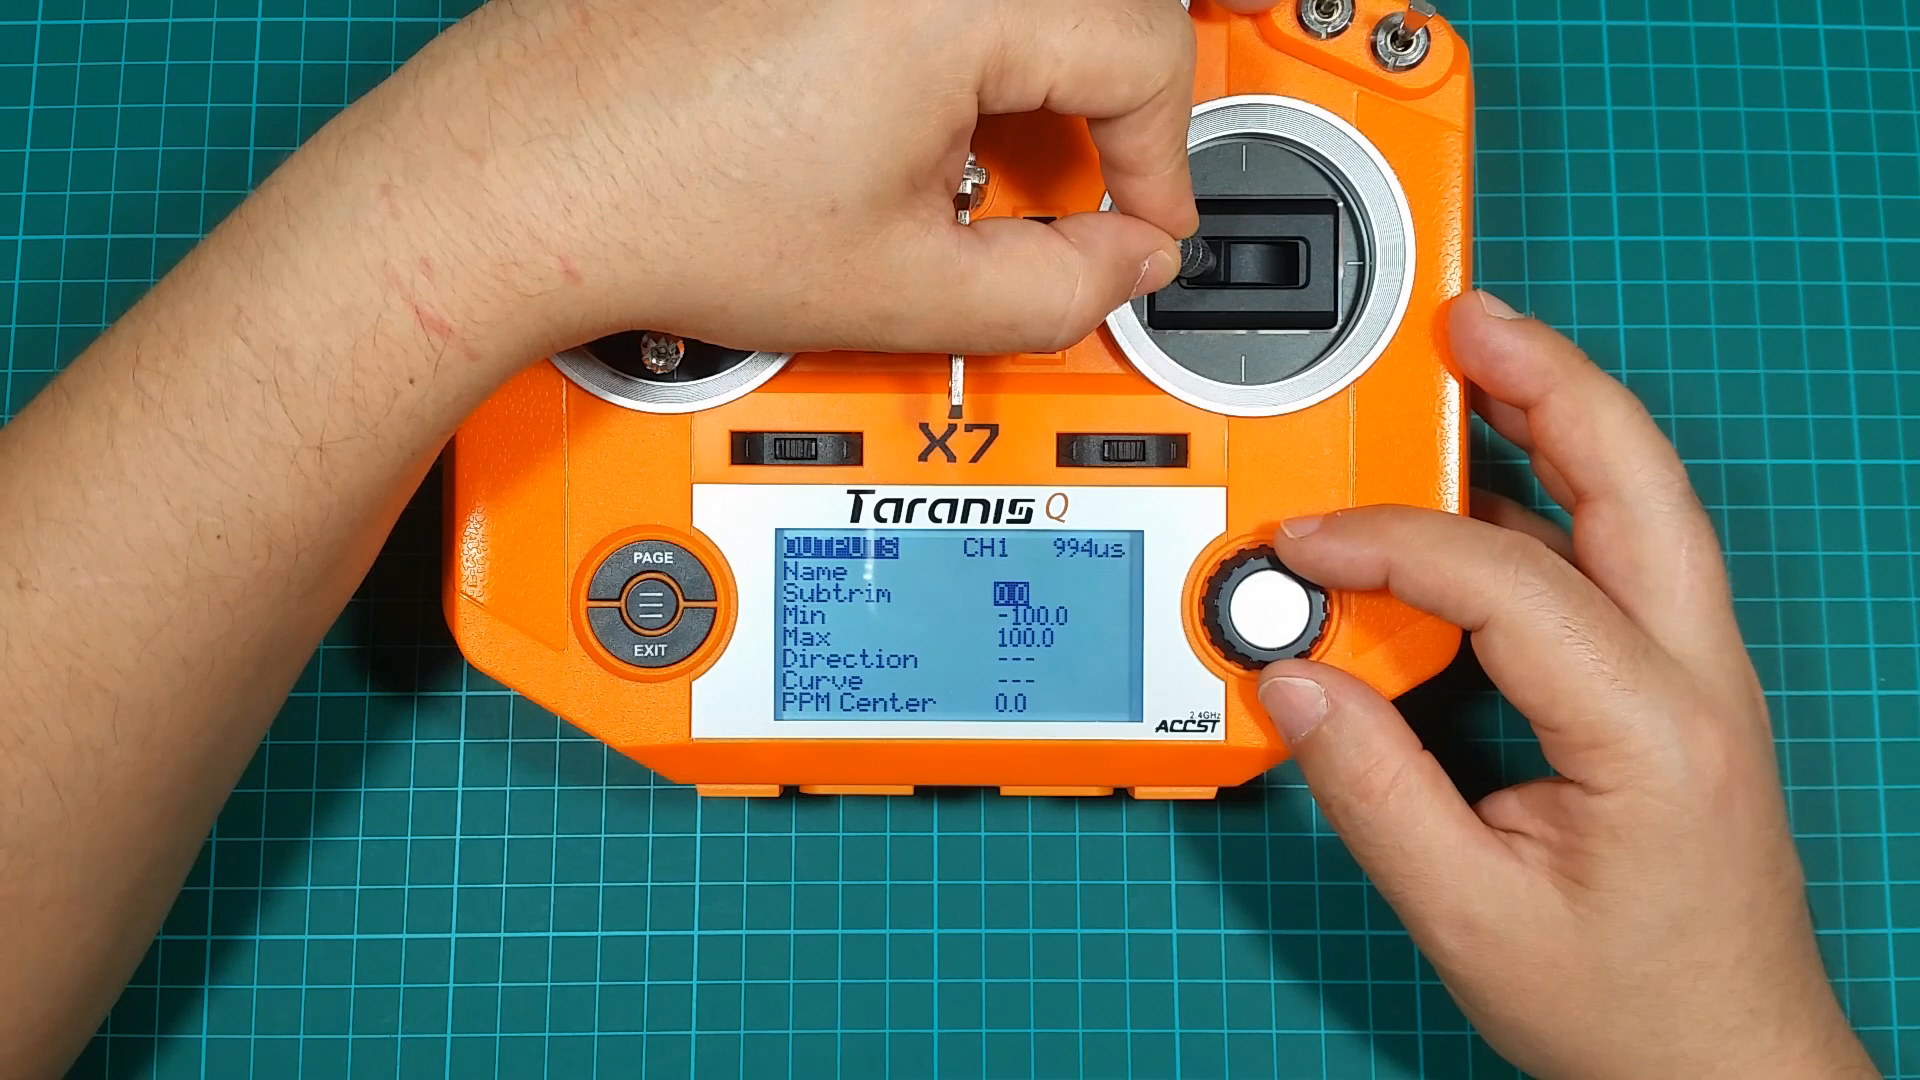 X7
Taranis Q
PAGE
EXIT
OUTPUTS CH1 994us
Name
Subtrim 0.0
Min -100.0
Max 100.0
Direction ---
Curve ---
PPM Center 0.0
2.4GHz
ACCST